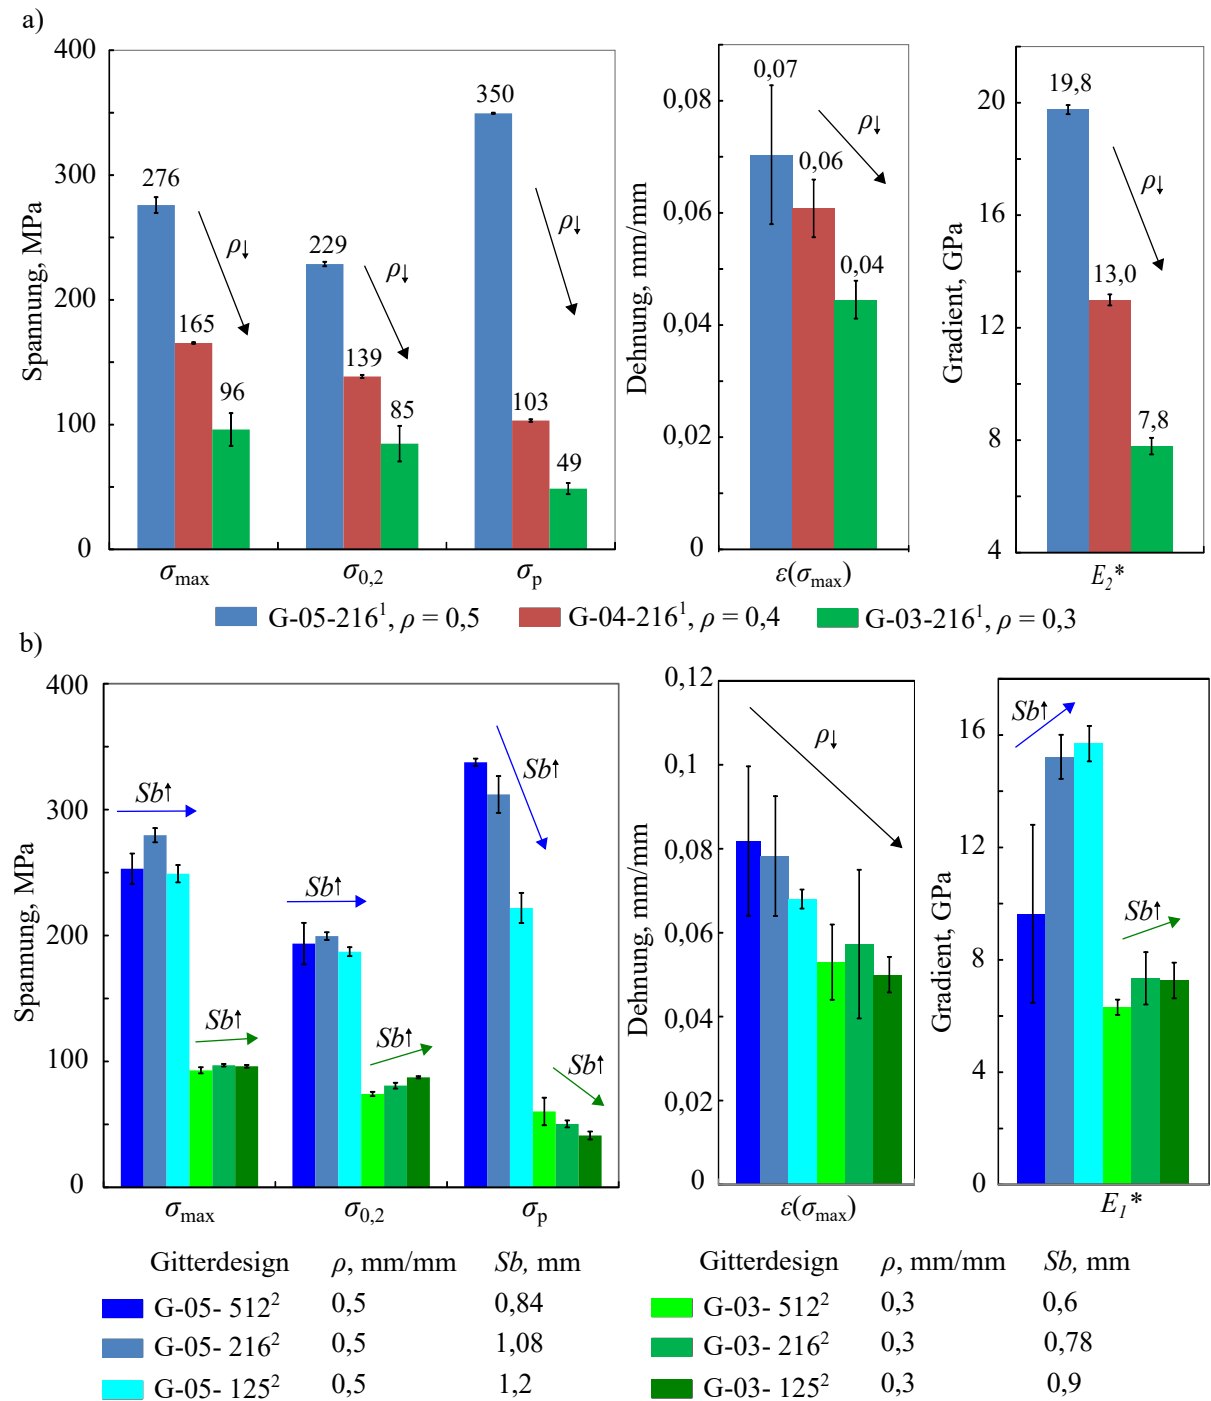 a)
Spannung, MPa
400
300
200
100
0
276
165
96
229
139
85
350
103
49
ρ↓
ρ↓
ρ↓
σmax
σ0,2
σp
Dehnung, mm/mm
0,08
0,06
0,04
0,02
0
0,07
0,06
0,04
ρ↓
ε(σmax)
Gradient, GPa
20
16
12
8
4
19,8
13,0
7,8
ρ↓
E2*
G-05-216¹, ρ = 0,5
G-04-216¹, ρ = 0,4
G-03-216¹, ρ = 0,3
b)
Spannung, MPa
400
300
200
100
0
Sb↑
Sb↑
Sb↑
Sb↑
Sb↑
Sb↑
σmax
σ0,2
σp
Dehnung, mm/mm
0,12
0,1
0,08
0,06
0,04
0,02
0
ρ↓
ε(σmax)
Gradient, GPa
16
12
8
4
0
Sb↑
Sb↑
E1*
Gitterdesign ρ, mm/mm Sb, mm
G-05- 512² 0,5 0,84
G-05- 216² 0,5 1,08
G-05- 125² 0,5 1,2
Gitterdesign ρ, mm/mm Sb, mm
G-03- 512² 0,3 0,6
G-03- 216² 0,3 0,78
G-03- 125² 0,3 0,9